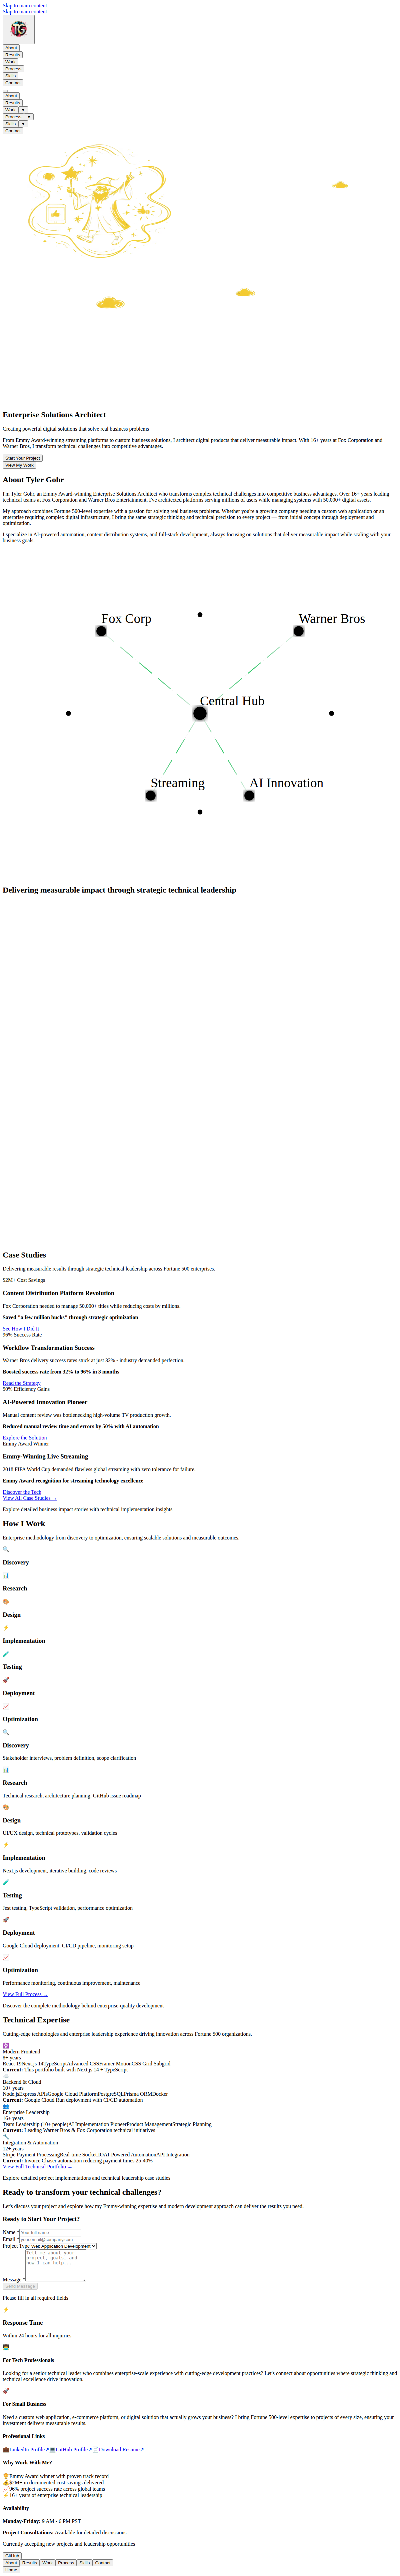 Skip to main content
Skip to main content
TG
About
Results
Work
Process
Skills
Contact
About
Results
Work ▼
Process ▼
Skills ▼
Contact
Enterprise Solutions Architect
Creating powerful digital solutions that solve real business problems
From Emmy Award-winning streaming platforms to custom business solutions, I architect digital products that deliver measurable impact. With 16+ years at Fox Corporation and
Warner Bros, I transform technical challenges into competitive advantages.
Start Your Project
View My Work
About Tyler Gohr
I'm Tyler Gohr, an Emmy Award-winning Enterprise Solutions Architect who transforms complex technical challenges into competitive business advantages. Over 16+ years leading
technical teams at Fox Corporation and Warner Bros Entertainment, I've architected platforms serving millions of users while managing systems with 50,000+ digital assets.
My approach combines Fortune 500-level expertise with a passion for solving real business problems. Whether you're a growing company needing a custom web application or an
enterprise requiring complex digital infrastructure, I bring the same strategic thinking and technical precision to every project — from initial concept through deployment and
optimization.
I specialize in AI-powered automation, content distribution systems, and full-stack development, always focusing on solutions that deliver measurable impact while scaling with your
business goals.
Fox Corp
Warner Bros
Central Hub
Streaming
AI Innovation
Delivering measurable impact through strategic technical leadership
Case Studies
Delivering measurable results through strategic technical leadership across Fortune 500 enterprises.
$2M+ Cost Savings
Content Distribution Platform Revolution
Fox Corporation needed to manage 50,000+ titles while reducing costs by millions.
Saved "a few million bucks" through strategic optimization
See How I Did It
96% Success Rate
Workflow Transformation Success
Warner Bros delivery success rates stuck at just 32% - industry demanded perfection.
Boosted success rate from 32% to 96% in 3 months
Read the Strategy
50% Efficiency Gains
AI-Powered Innovation Pioneer
Manual content review was bottlenecking high-volume TV production growth.
Reduced manual review time and errors by 50% with AI automation
Explore the Solution
Emmy Award Winner
Emmy-Winning Live Streaming
2018 FIFA World Cup demanded flawless global streaming with zero tolerance for failure.
Emmy Award recognition for streaming technology excellence
Discover the Tech
View All Case Studies →
Explore detailed business impact stories with technical implementation insights
How I Work
Enterprise methodology from discovery to optimization, ensuring scalable solutions and measurable outcomes.
Discovery
Research
Design
Implementation
Testing
Deployment
Optimization
Discovery
Stakeholder interviews, problem definition, scope clarification
Research
Technical research, architecture planning, GitHub issue roadmap
Design
UI/UX design, technical prototypes, validation cycles
Implementation
Next.js development, iterative building, code reviews
Testing
Jest testing, TypeScript validation, performance optimization
Deployment
Google Cloud deployment, CI/CD pipeline, monitoring setup
Optimization
Performance monitoring, continuous improvement, maintenance
View Full Process →
Discover the complete methodology behind enterprise-quality development
Technical Expertise
Cutting-edge technologies and enterprise leadership experience driving innovation across Fortune 500 organizations.
Modern Frontend
8+ years
React 19Next.js 14TypeScriptAdvanced CSSFramer MotionCSS Grid Subgrid
Current: This portfolio built with Next.js 14 + TypeScript
Backend & Cloud
10+ years
Node.jsExpress APIsGoogle Cloud PlatformPostgreSQLPrisma ORMDocker
Current: Google Cloud Run deployment with CI/CD automation
Enterprise Leadership
16+ years
Team Leadership (10+ people)AI Implementation PioneerProduct ManagementStrategic Planning
Current: Leading Warner Bros & Fox Corporation technical initiatives
Integration & Automation
12+ years
Stripe Payment ProcessingReal-time Socket.IOAI-Powered AutomationAPI Integration
Current: Invoice Chaser automation reducing payment times 25-40%
View Full Technical Portfolio →
Explore detailed project implementations and technical leadership case studies
Ready to transform your technical challenges?
Let's discuss your project and explore how my Emmy-winning expertise and modern development approach can deliver the results you need.
Ready to Start Your Project?
Name * Your full name
Email * your.email@company.com
Project Type Web Application Development
Message * Tell me about your
project, goals, and
how I can help...
Send Message
Please fill in all required fields
Response Time
Within 24 hours for all inquiries
For Tech Professionals
Looking for a senior technical leader who combines enterprise-scale experience with cutting-edge development practices? Let's connect about opportunities where strategic thinking and
technical excellence drive innovation.
For Small Business
Need a custom web application, e-commerce platform, or digital solution that actually grows your business? I bring Fortune 500-level expertise to projects of every size, ensuring your
investment delivers measurable results.
Professional Links
LinkedIn Profile↗GitHub Profile↗Download Resume↗
Why Work With Me?
Emmy Award winner with proven track record
$2M+ in documented cost savings delivered
96% project success rate across global teams
16+ years of enterprise technical leadership
Availability
Monday-Friday: 9 AM - 6 PM PST
Project Consultations: Available for detailed discussions
Currently accepting new projects and leadership opportunities
GitHub
About Results Work Process Skills Contact
Home